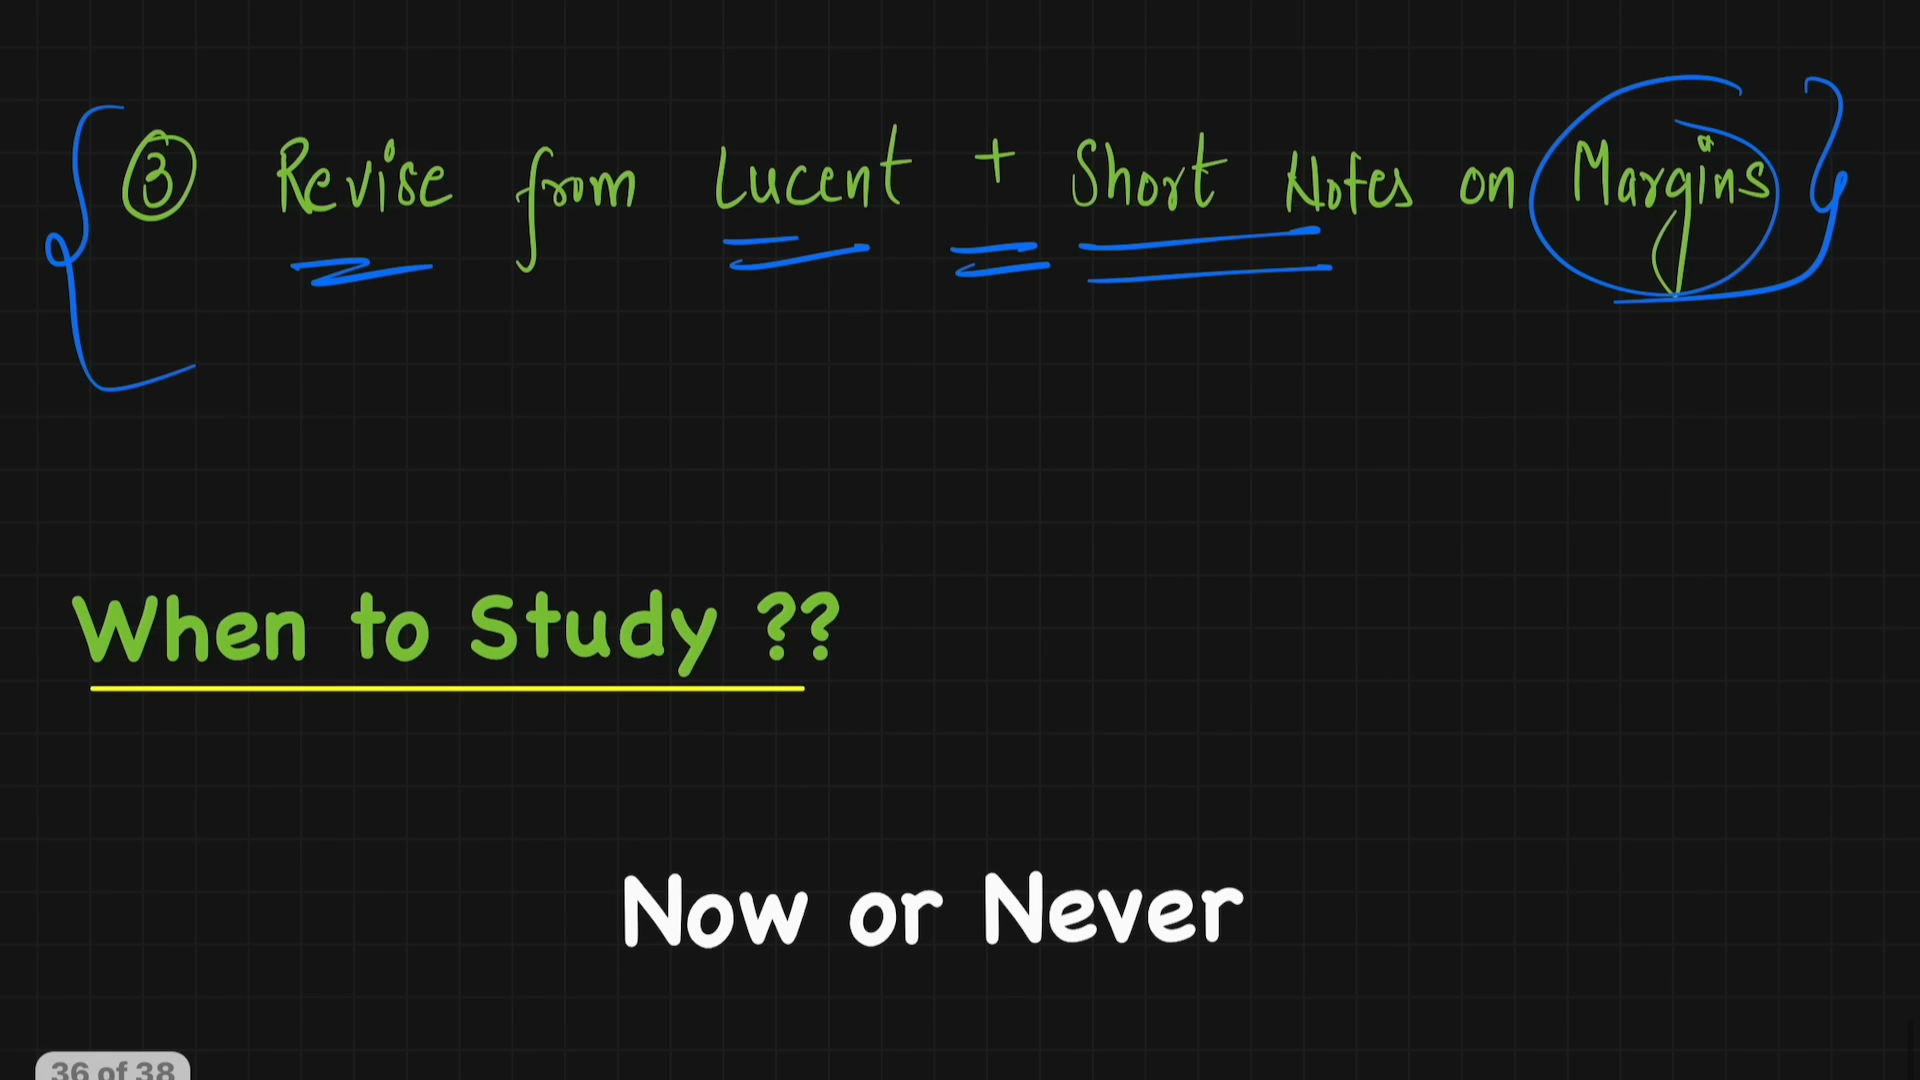 ③ Revise from Lucent + Short Notes on Margins
When to Study ??
Now or Never
36 of 38